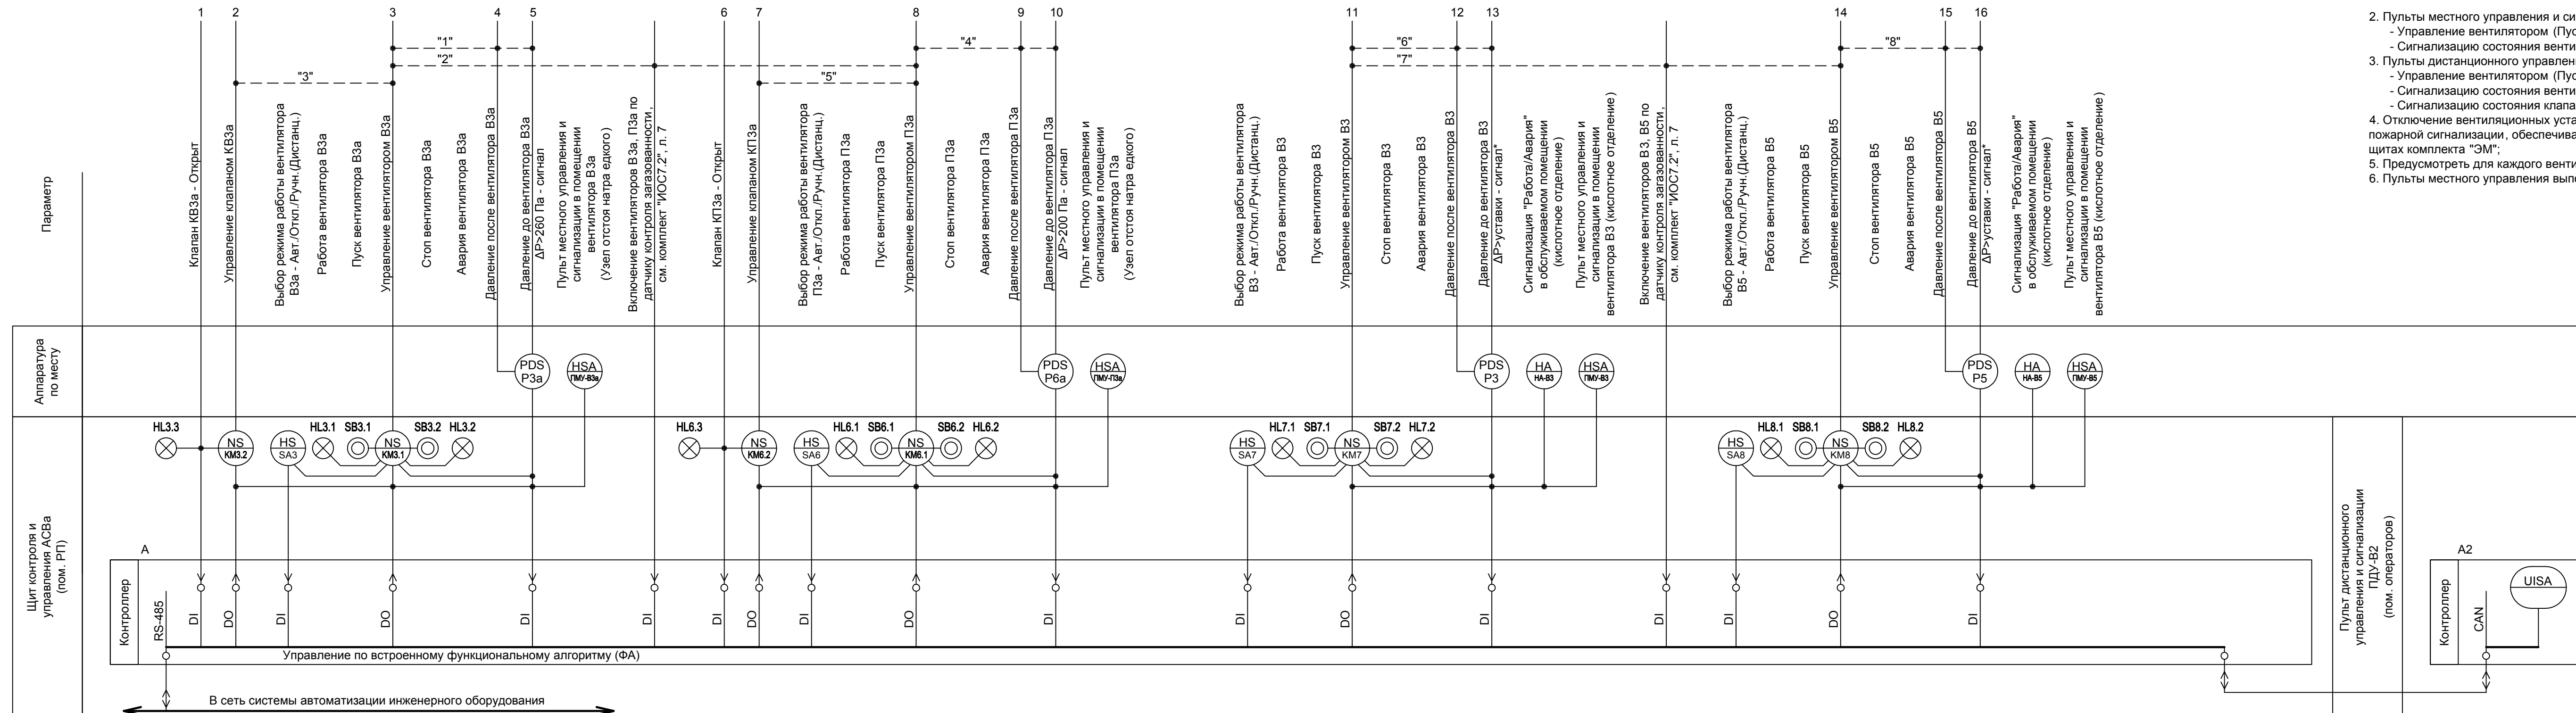 1
2
3
4
5
6
7
8
9
10
11
12
13
14
15
16
"1"
"2"
"3"
"4"
"5"
"6"
"7"
"8"
2. Пульты местного управления и си
- Управление вентилятором (Пус
- Сигнализацию состояния венти
3. Пульты дистанционного управлен
- Управление вентилятором (Пус
- Сигнализацию состояния венти
- Сигнализацию состояния клапа
4. Отключение вентиляционных уста
пожарной сигнализации, обеспечива
щитах комплекта "ЭМ";
5. Предусмотреть для каждого венти
6. Пульты местного управления вып
Параметр
Клапан КВ3а - Открыт
Управление клапаном КВ3а
Выбор режима работы вентилятора
В3а - Авт./Откл./Ручн.(Дистанц.)
Работа вентилятора В3а
Пуск вентилятора В3а
Управление вентилятором В3а
Стоп вентилятора В3а
Авария вентилятора В3а
Давление после вентилятора В3а
Давление до вентилятора В3а
ΔP>260 Па - сигнал
Пульт местного управления и
сигнализации в помещении
вентилятора В3а
(Узел отстоя натра едкого)
Включение вентиляторов В3а, П3а по
датчику контроля загазованности,
см. комплект "ИОС7.2", л. 7
Клапан КП3а - Открыт
Управление клапаном КП3а
Выбор режима работы вентилятора
П3а - Авт./Откл./Ручн.(Дистанц.)
Работа вентилятора П3а
Пуск вентилятора П3а
Управление вентилятором П3а
Стоп вентилятора П3а
Авария вентилятора П3а
Давление после вентилятора П3а
Давление до вентилятора П3а
ΔP>200 Па - сигнал
Пульт местного управления и
сигнализации в помещении
вентилятора П3а
(Узел отстоя натра едкого)
Выбор режима работы вентилятора
В3 - Авт./Откл./Ручн.(Дистанц.)
Работа вентилятора В3
Пуск вентилятора В3
Управление вентилятором В3
Стоп вентилятора В3
Авария вентилятора В3
Давление после вентилятора В3
Давление до вентилятора В3
ΔP>уставки - сигнал*
Сигнализация "Работа/Авария"
в обслуживаемом помещении
(кислотное отделение)
Пульт местного управления и
сигнализации в помещении
вентилятора В3 (кислотное отделение)
Включение вентиляторов В3, В5 по
датчику контроля загазованности,
см. комплект "ИОС7.2", л. 7
Выбор режима работы вентилятора
В5 - Авт./Откл./Ручн.(Дистанц.)
Работа вентилятора В5
Пуск вентилятора В5
Управление вентилятором В5
Стоп вентилятора В5
Авария вентилятора В5
Давление после вентилятора В5
Давление до вентилятора В5
ΔP>уставки - сигнал*
Сигнализация "Работа/Авария"
в обслуживаемом помещении
(кислотное отделение)
Пульт местного управления и
сигнализации в помещении
вентилятора В5 (кислотное отделение)
Аппаратура
по месту
PDS
P3a
HSA
ПМУ-В3а
PDS
P6a
HSA
ПМУ-П3а
PDS
P3
HA
HA-B3
HSA
ПМУ-В3
PDS
P5
HA
HA-B5
HSA
ПМУ-В5
Щит контроля и
управления АСВа
(пом. РП)
HL3.3
NS
KM3.2
HS
SA3
HL3.1
SB3.1
NS
KM3.1
SB3.2
HL3.2
HL6.3
NS
KM6.2
HS
SA6
HL6.1
SB6.1
NS
KM6.1
SB6.2
HL6.2
HS
SA7
HL7.1
SB7.1
NS
KM7
SB7.2
HL7.2
HS
SA8
HL8.1
SB8.1
NS
KM8
SB8.2
HL8.2
A
Контроллер
RS-485
DI
DO
DI
DO
DI
DI
DI
DO
DI
DO
DI
DI
DO
DI
DI
DI
DO
DI
Управление по встроенному функциональному алгоритму (ФА)
В сеть системы автоматизации инженерного оборудования
Пульт дистанционного
управления и сигнализации
ПДУ-В2
(пом. операторов)
A2
Контроллер
CAN
UISA